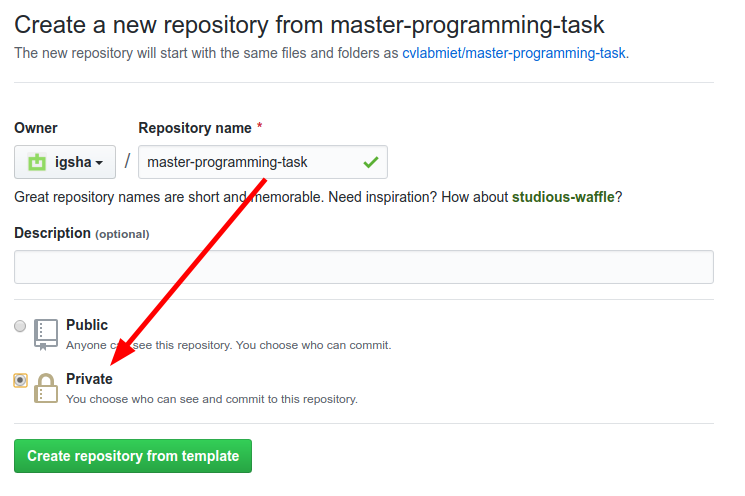 Create a new repository from master-programming-task
The new repository will start with the same files and folders as cvlabmiet/master-programming-task.
Owner Repository name *
igsha / master-programming-task
Great repository names are short and memorable. Need inspiration? How about studious-waffle?
Description (optional)
Public
Anyone can see this repository. You choose who can commit.
Private
You choose who can see and commit to this repository.
Create repository from template